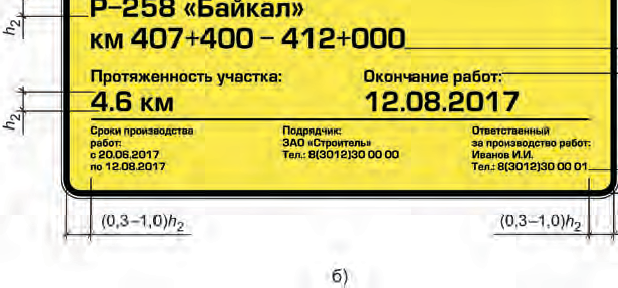 Р-258 «Байкал»
км 407+400 - 412+000
h2
Протяженность участка:
4.6 км
Окончание работ:
12.08.2017
h2
Сроки производства
работ:
с 20.06.2017
по 12.08.2017
Подрядчик:
ЗАО «Строитель»
Тел.: 8(3012)30 00 00
Ответственный
за производство работ:
Иванов И.И.
Тел.: 8(3012)30 00 01
(0,3–1,0)h2
(0,3–1,0)h2
б)